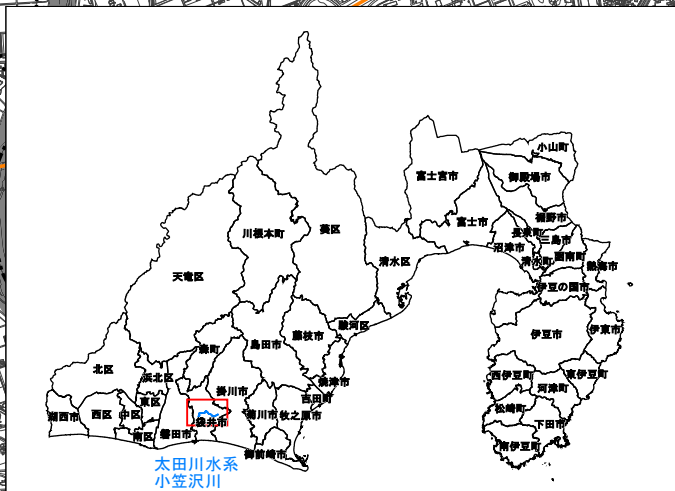 小山町
富士宮市
御殿場市
裾野市
富士市
長泉町
三島市
沼津市
清水町
函南町
熱海市
川根本町
葵区
清水区
天竜区
伊豆の国市
駿河区
伊豆市
伊東市
森町
島田市
藤枝市
北区
浜北区
西伊豆町
東伊豆町
焼津市
河津町
掛川市
吉田町
東区
湖西市
西区
中区
菊川市
牧之原市
松崎町
袋井市
下田市
南区
磐田市
南伊豆町
御前崎市
太田川水系
小笠沢川